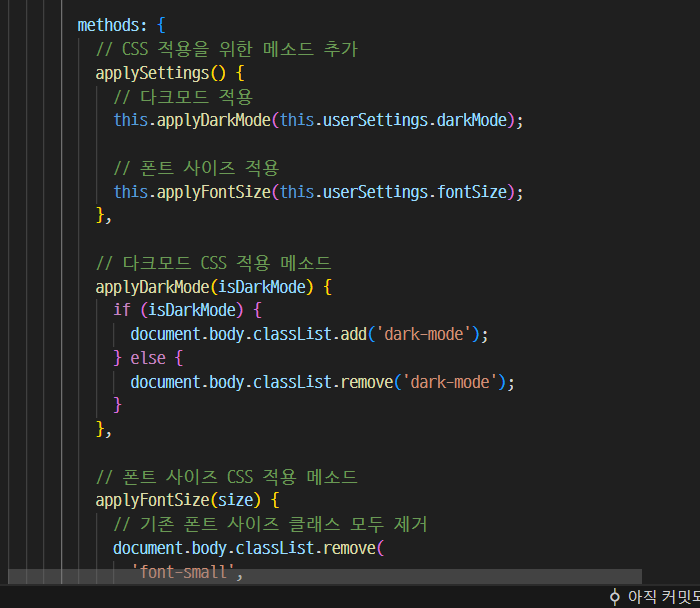 methods: {
// CSS 적용을 위한 메소드 추가
applySettings() {
// 다크모드 적용
this.applyDarkMode(this.userSettings.darkMode);
// 폰트 사이즈 적용
this.applyFontSize(this.userSettings.fontSize);
},
// 다크모드 CSS 적용 메소드
applyDarkMode(isDarkMode) {
if (isDarkMode) {
document.body.classList.add('dark-mode');
} else {
document.body.classList.remove('dark-mode');
}
},
// 폰트 사이즈 CSS 적용 메소드
applyFontSize(size) {
// 기존 폰트 사이즈 클래스 모두 제거
document.body.classList.remove(
'font-small',
아직 커밋